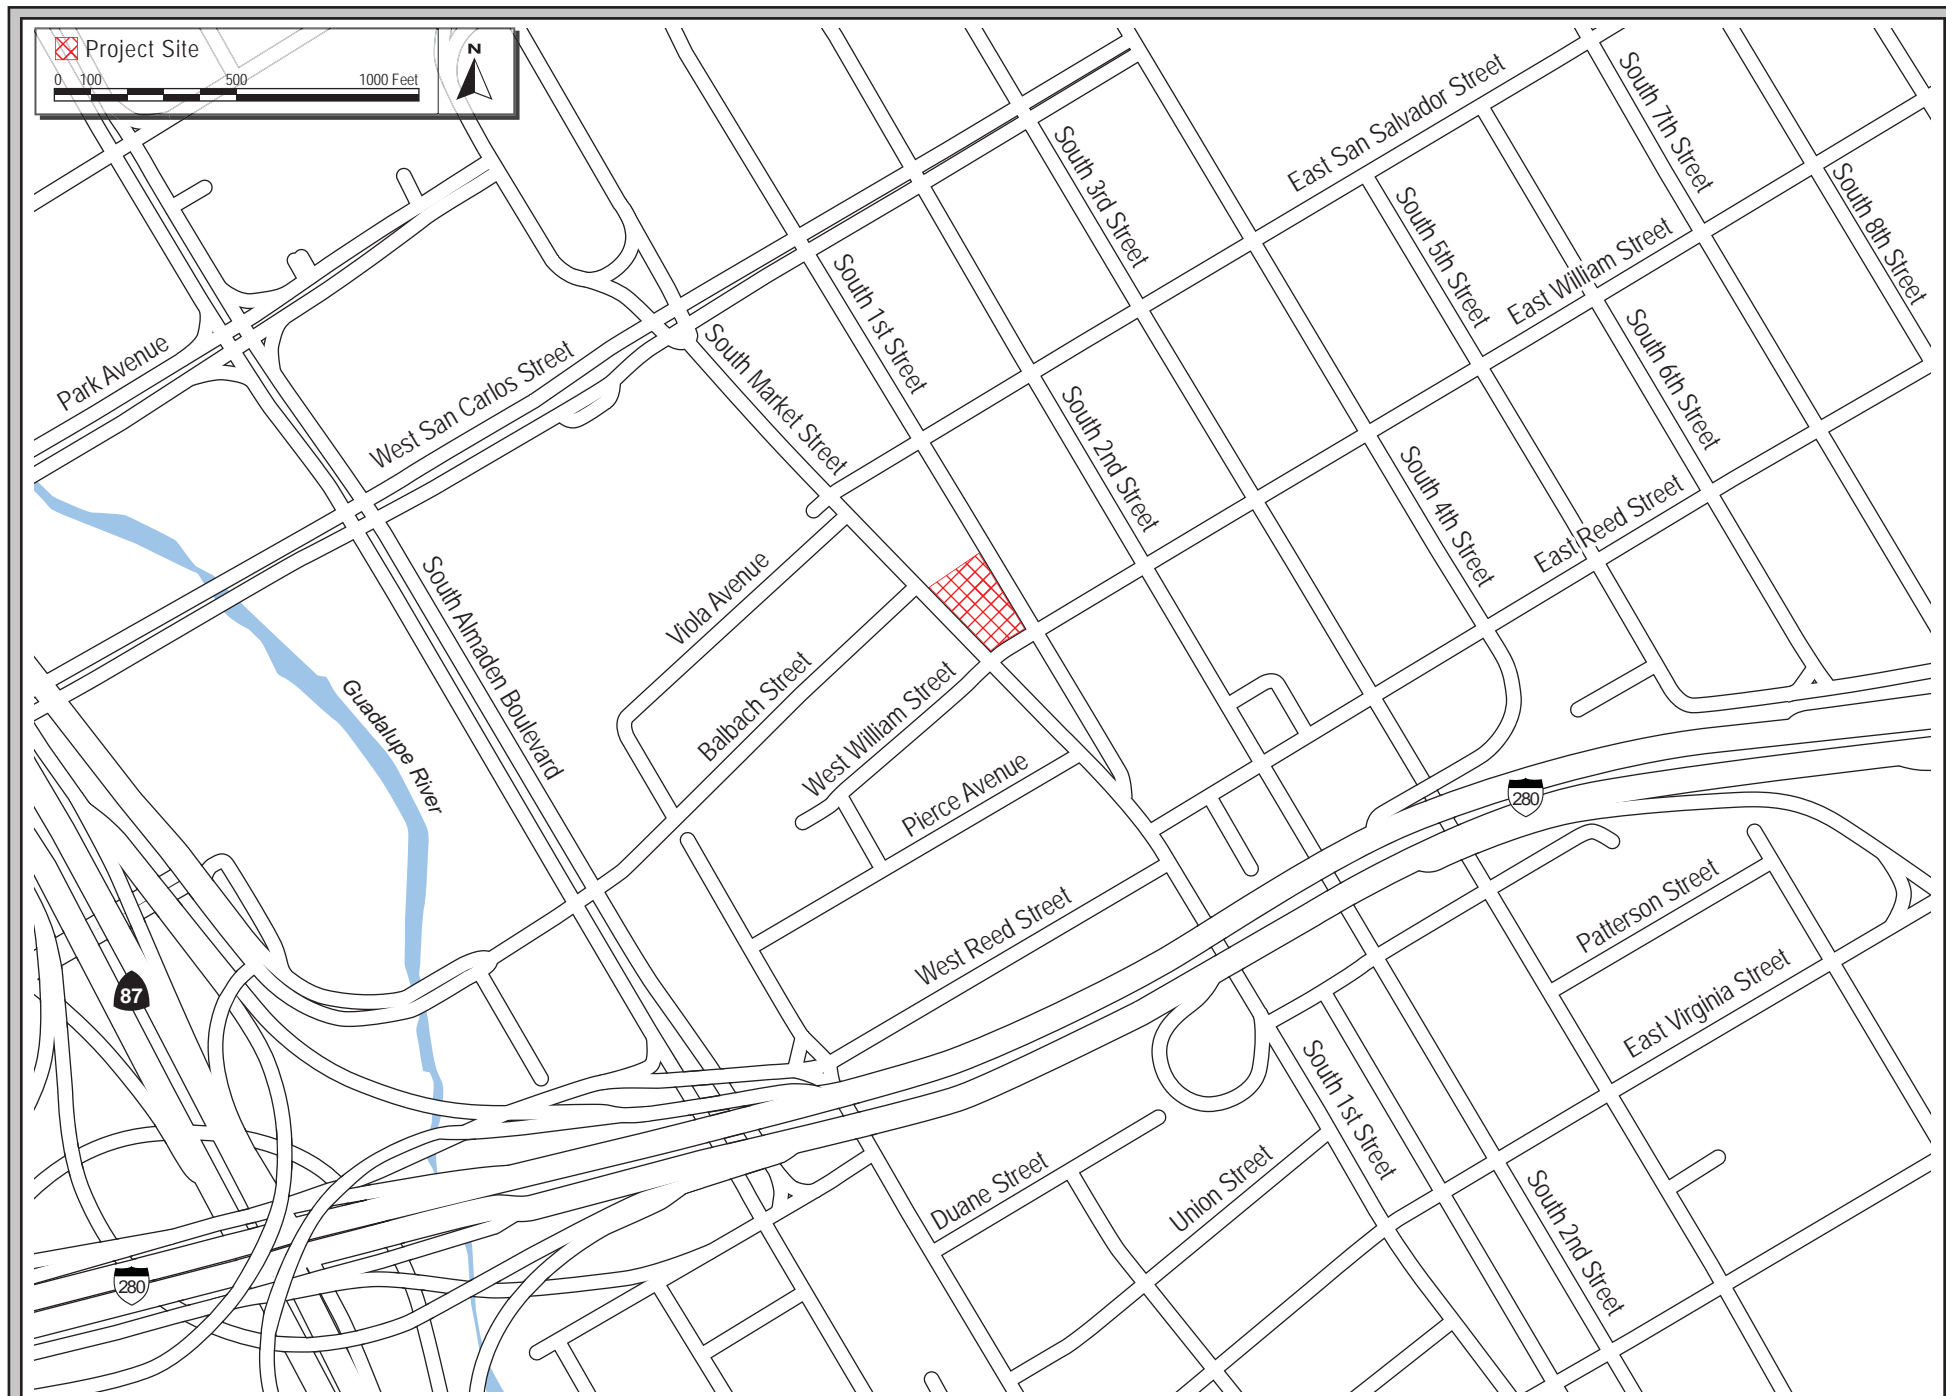 Project Site
N
0 100 500 1000 Feet
East San Salvador Street
South 7th Street
South 3rd Street
South 8th Street
South 5th Street
East William Street
South 1st Street
Park Avenue
South Market Street
South 6th Street
West San Carlos Street
South 2nd Street
South 4th Street
East Reed Street
Viola Avenue
South Almaden Boulevard
Balbach Street
Guadalupe River
West William Street
Pierce Avenue
280
Patterson Street
West Reed Street
87
East Virginia Street
South 1st Street
Duane Street
Union Street
South 2nd Street
280